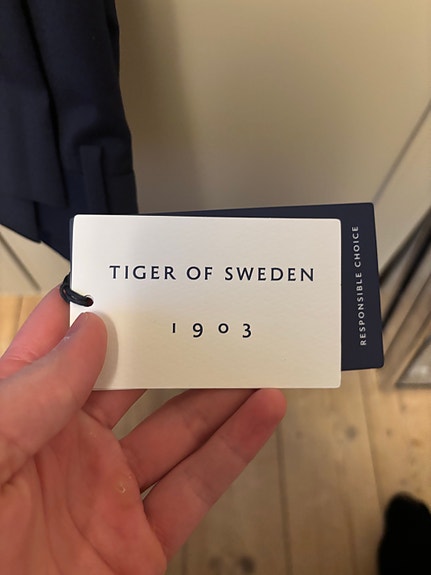 TIGER OF SWEDEN
1903
RESPONSIBLE CHOICE